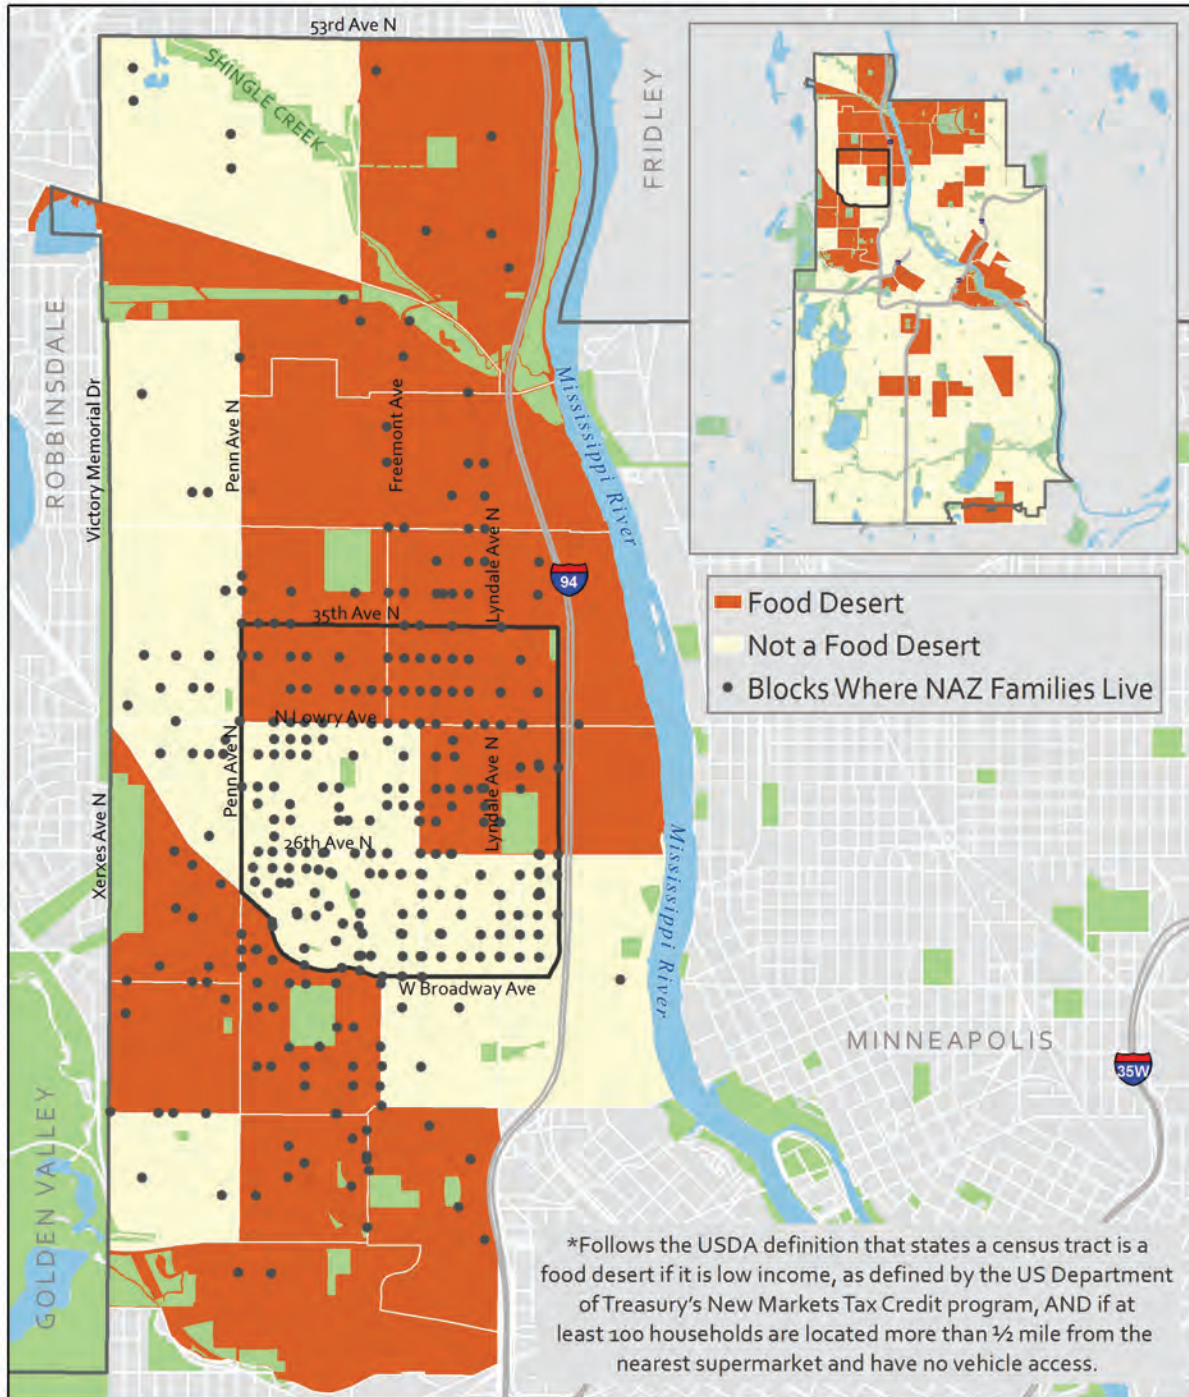 53rd Ave N
SHINGLE CREEK
FRIDLEY
ROBBINSDALE
Victory Memorial Dr
Penn Ave N
Freemont Ave
Mississippi River
Lyndale Ave N
94
35th Ave N
Food Desert
Not a Food Desert
Blocks Where NAZ Families Live
N Lowry Ave
Penn Ave N
Lyndale Ave N
Xerxes Ave N
26th Ave N
Mississippi River
W Broadway Ave
MINNEAPOLIS
35W
GOLDEN VALLEY
*Follows the USDA definition that states a census tract is a
food desert if it is low income, as defined by the US Department
of Treasury's New Markets Tax Credit program, AND if at
least 100 households are located more than ½ mile from the
nearest supermarket and have no vehicle access.